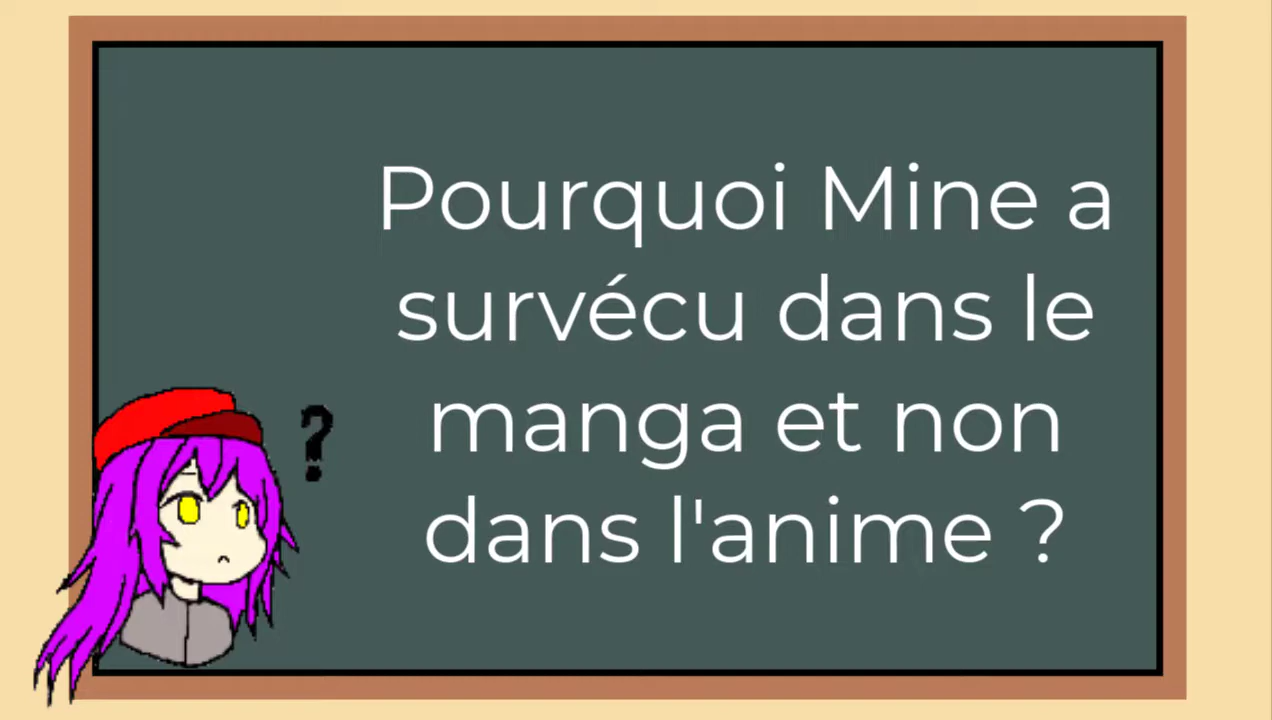 Pourquoi Mine a
survécu dans le
manga et non
dans l'anime ?
?